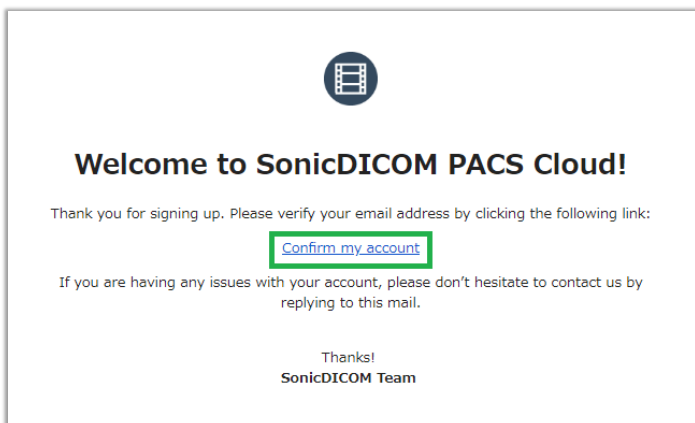 Welcome to SonicDICOM PACS Cloud!
Thank you for signing up. Please verify your email address by clicking the following link:
Confirm my account
If you are having any issues with your account, please don’t hesitate to contact us by
replying to this mail.
Thanks!
SonicDICOM Team